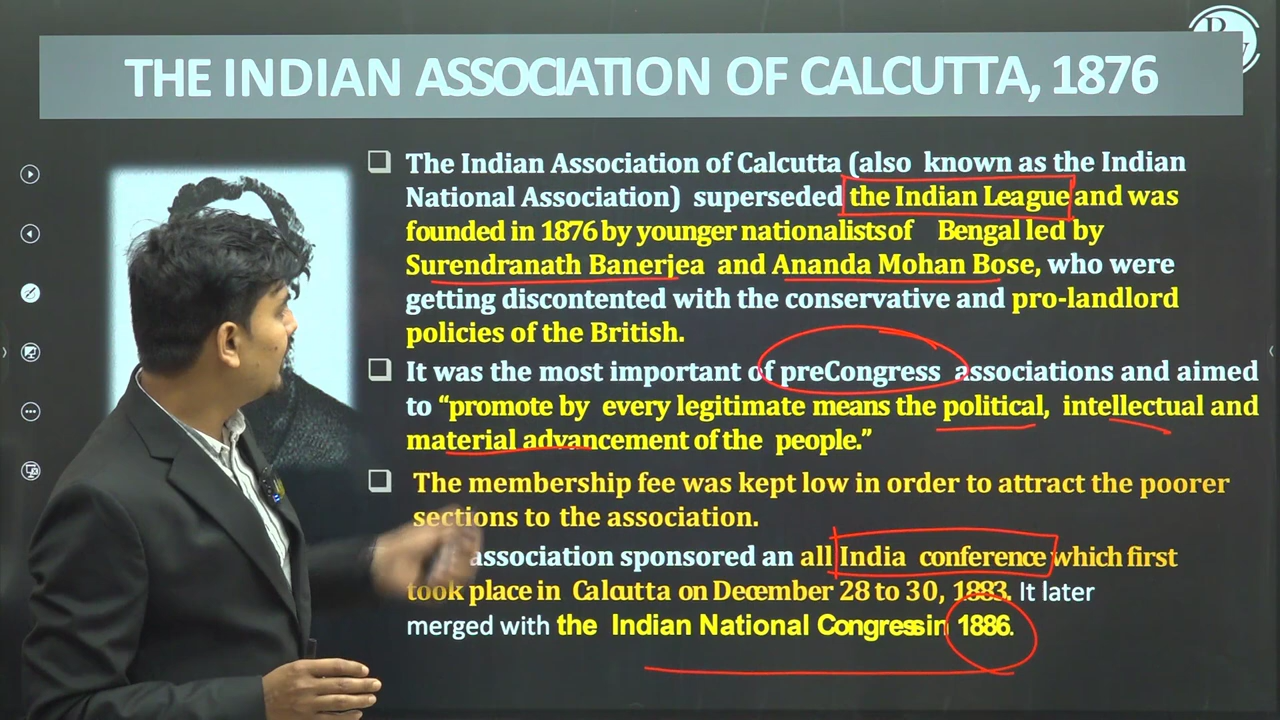 THE INDIAN ASSOCIATION OF CALCUTTA, 1876
The Indian Association of Calcutta (also known as the Indian
National Association) superseded the Indian League and was
founded in 1876 by younger nationalists of Bengal led by
Surendranath Banerjea and Ananda Mohan Bose, who were
getting discontented with the conservative and pro-landlord
policies of the British.
It was the most important of preCongress associations and aimed
to “promote by every legitimate means the political, intellectual and
material advancement of the people.”
The membership fee was kept low in order to attract the poorer
sections to the association.
association sponsored an all India conference which first
took place in Calcutta on December 28 to 30, 1883. It later
merged with the Indian National Congress in 1886.